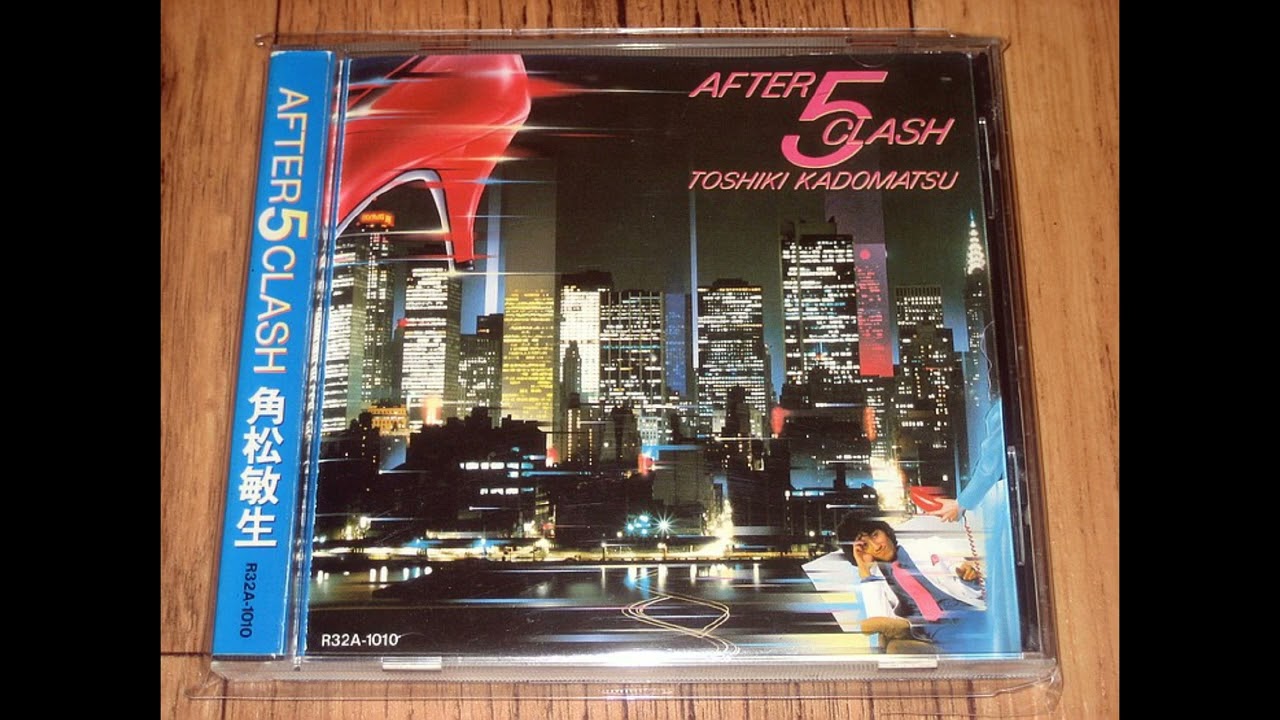 AFTER 5 CLASH 角松敏生
R32A-1010
AFTER 5 CLASH
TOSHIKI KADOMATSU
R32A-1010